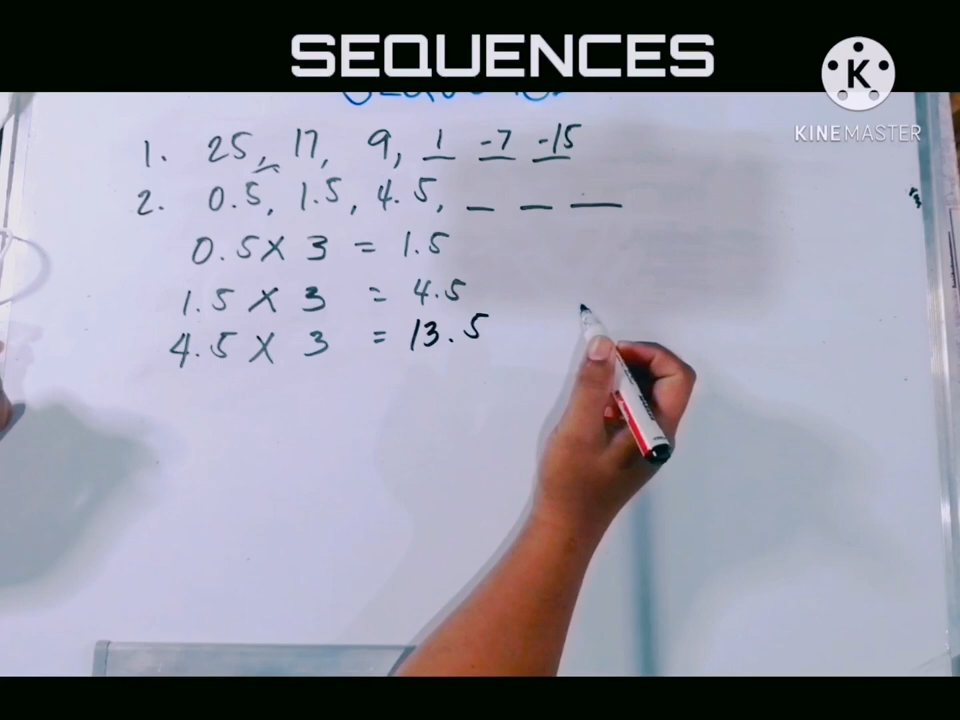 SEQUENCES
K
KINEMASTER
1. 25, 17, 9, 1 -7 -15
2. 0.5, 1.5, 4.5, _ _ _
0.5 X 3 = 1.5
1.5 X 3 = 4.5
4.5 X 3 = 13.5